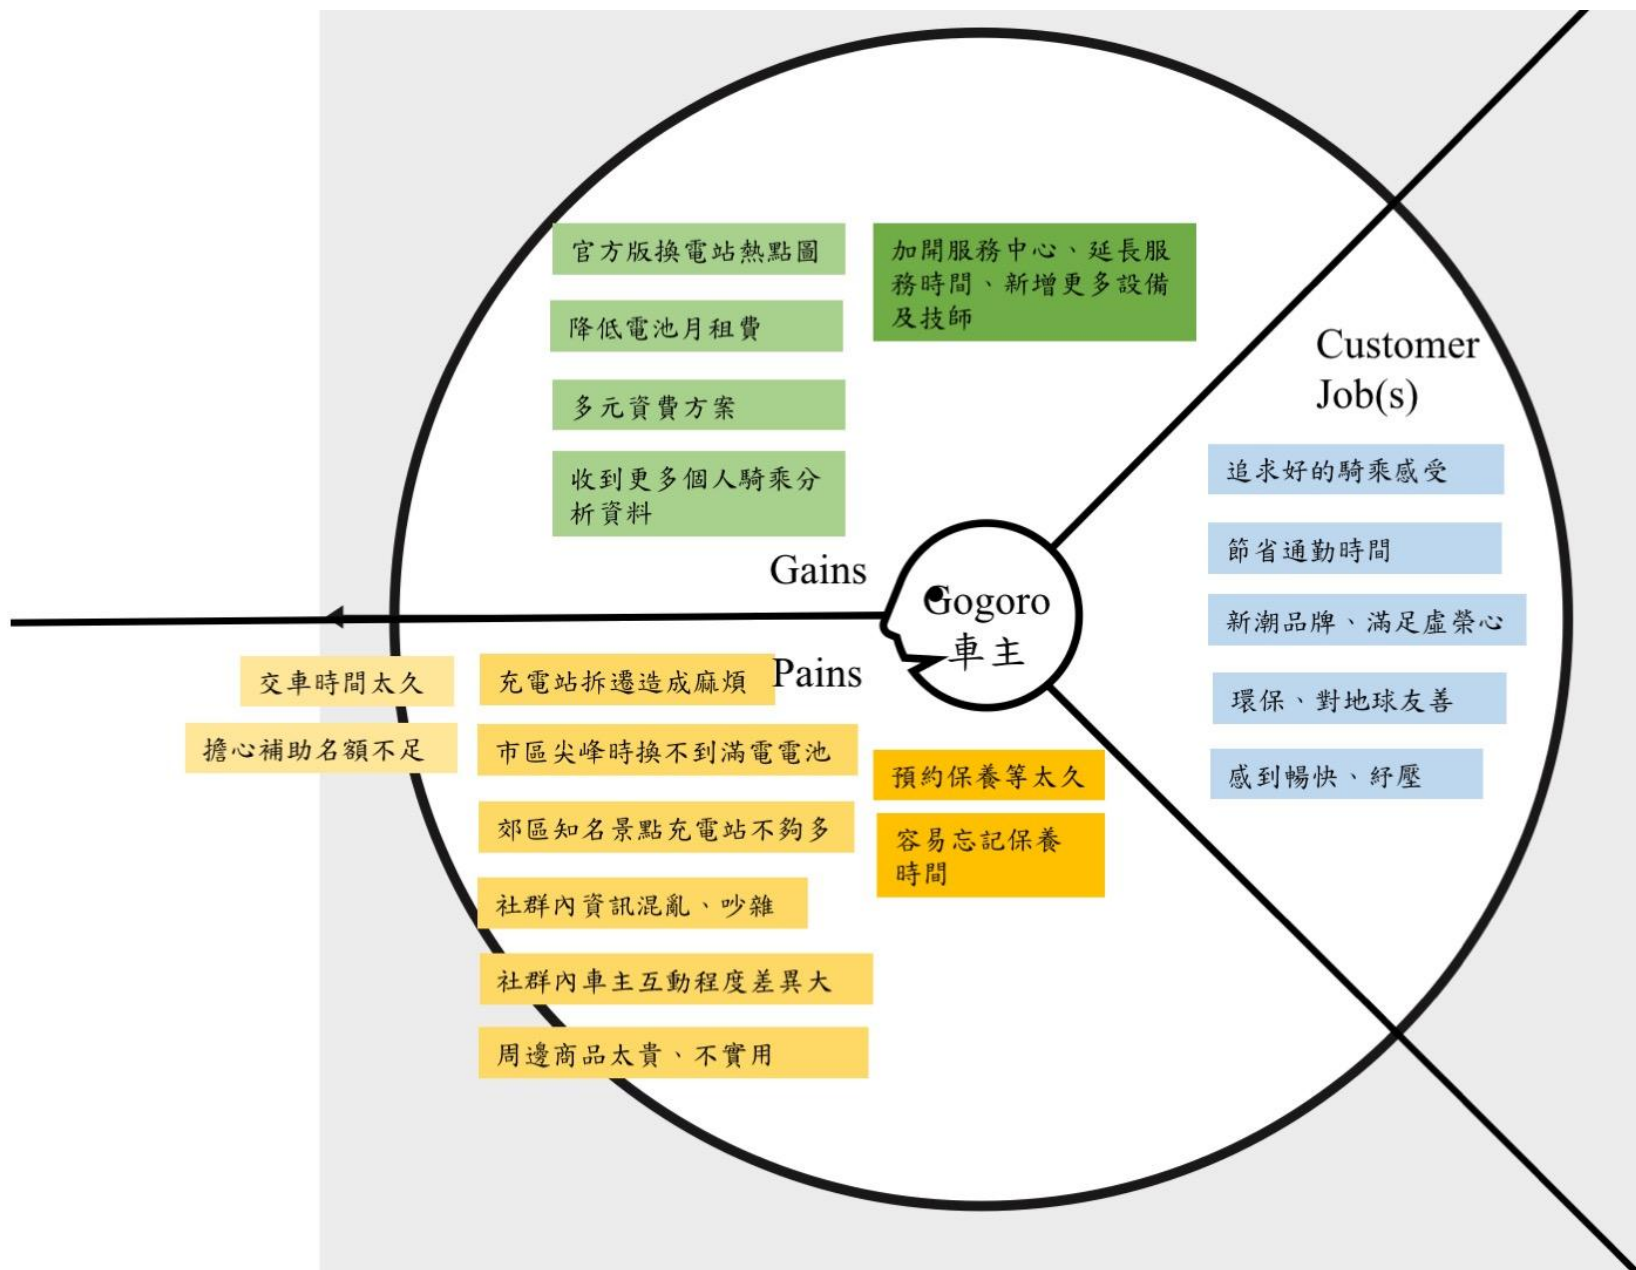 官方版換電站熱點圖
降低電池月租費
多元資費方案
收到更多個人騎乘分
析資料
加開服務中心、延長服
務時間、新增更多設備
及技師
Gains
Customer
Job(s)
追求好的騎乘感受
節省通勤時間
新潮品牌、滿足虛榮心
環保、對地球友善
感到暢快、紓壓
Gogoro
車主
Pains
交車時間太久
擔心補助名額不足
充電站拆遷造成麻煩
市區尖峰時換不到滿電電池
郊區知名景點充電站不夠多
社群內資訊混亂、吵雜
社群內車主互動程度差異大
周邊商品太貴、不實用
預約保養等太久
容易忘記保養
時間